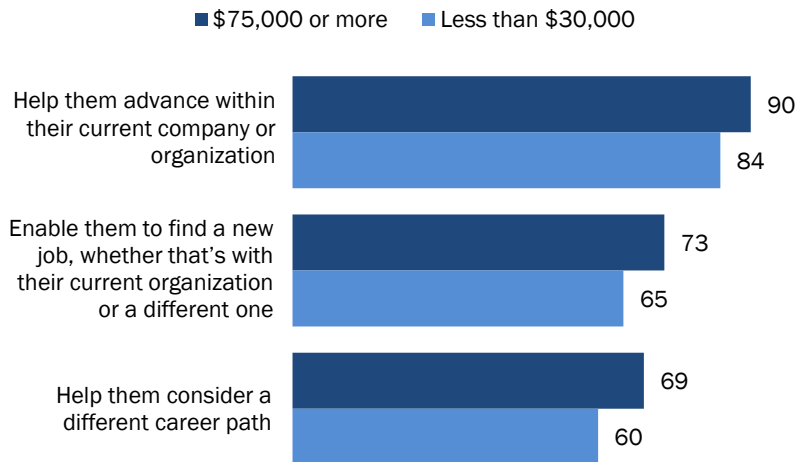 $75,000 or more Less than $30,000
Help them advance within
their current company or
organization
90
84
Enable them to find a new
job, whether that's with
their current organization
or a different one
73
65
Help them consider a
different career path
69
60